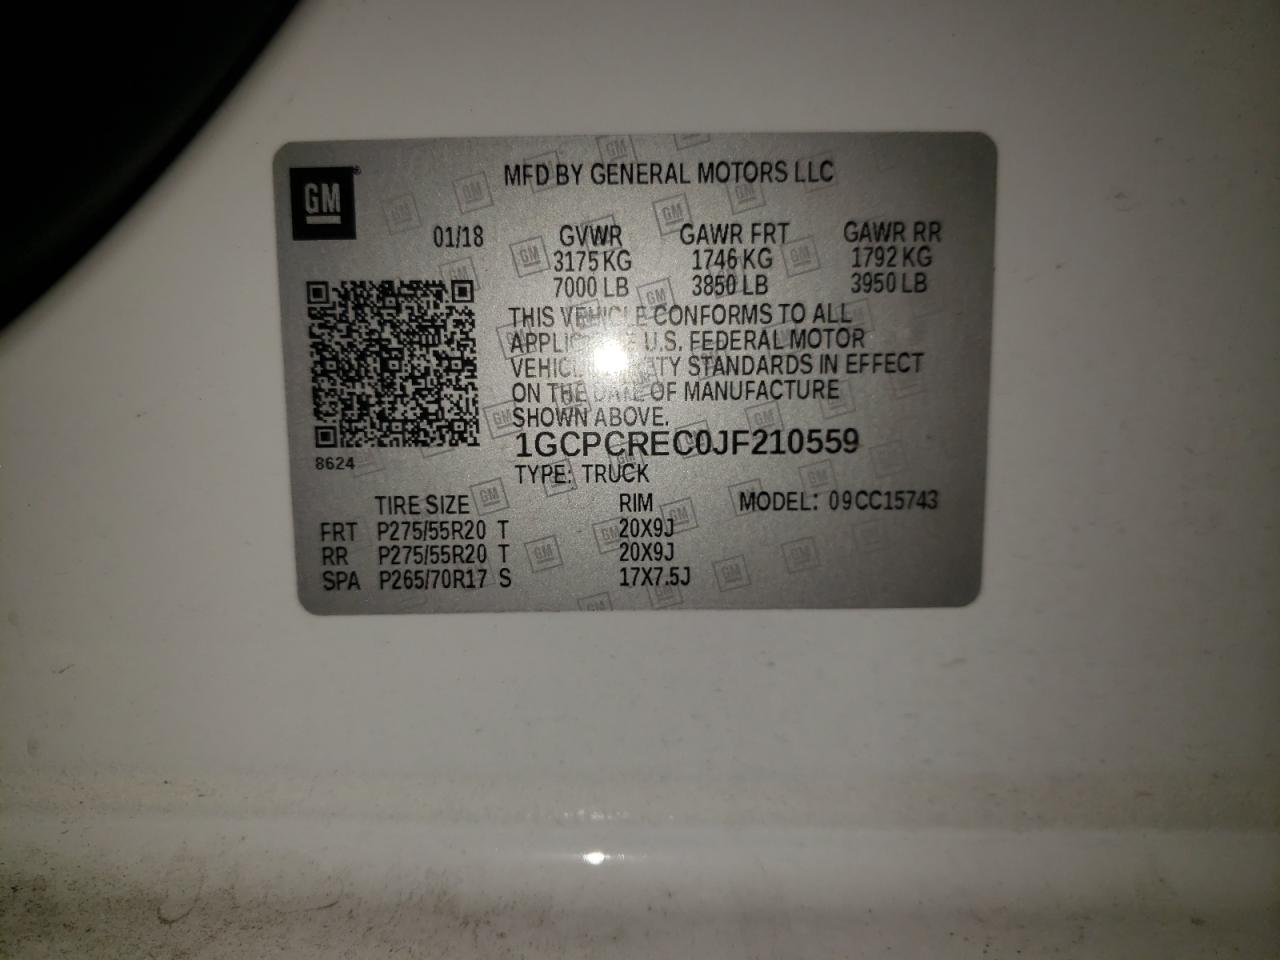 GM
MFD BY GENERAL MOTORS LLC
01/18 GVWR GAWR FRT GAWR RR
3175 KG 1746 KG 1792 KG
7000 LB 3850 LB 3950 LB
THIS VEHICLE CONFORMS TO ALL
U.S. FEDERAL MOTOR
STANDARDS IN EFFECT
ON THE DATE OF MANUFACTURE
SHOWN ABOVE.
1GCPCREC0JF210559
8624
TYPE: TRUCK
TIRE SIZE RIM MODEL: 09CC15743
FRT P275/55R20 T 20X9J
RR P275/55R20 T 20X9J
SPA P265/70R17 S 17X7.5J